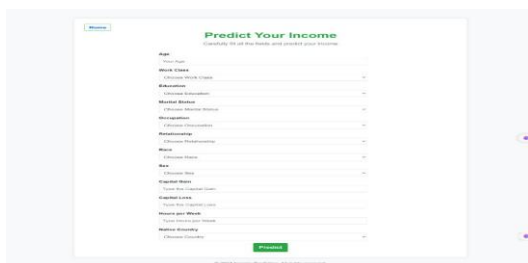 Home
Predict Your Income
Carefully fill all the fields and predict your income.
Age
Your Age
Work Class
Choose Work Class
Education
Choose Education
Marital Status
Choose Marital Status
Occupation
Choose Occupation
Relationship
Choose Relationship
Race
Choose Race
Sex
Choose Sex
Capital Gain
Type the Capital Gain
Capital Loss
Type the Capital Loss
Hours per Week
Type Hours per Week
Native Country
Choose Country
Predict